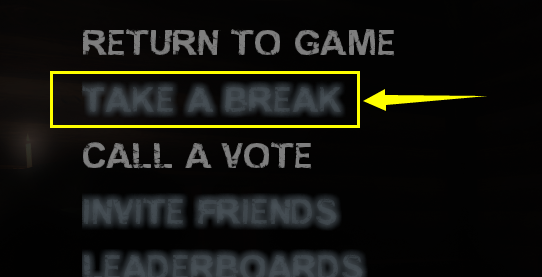 RETURN TO GAME
TAKE A BREAK
CALL A VOTE
INVITE FRIENDS
LEADERBOARDS